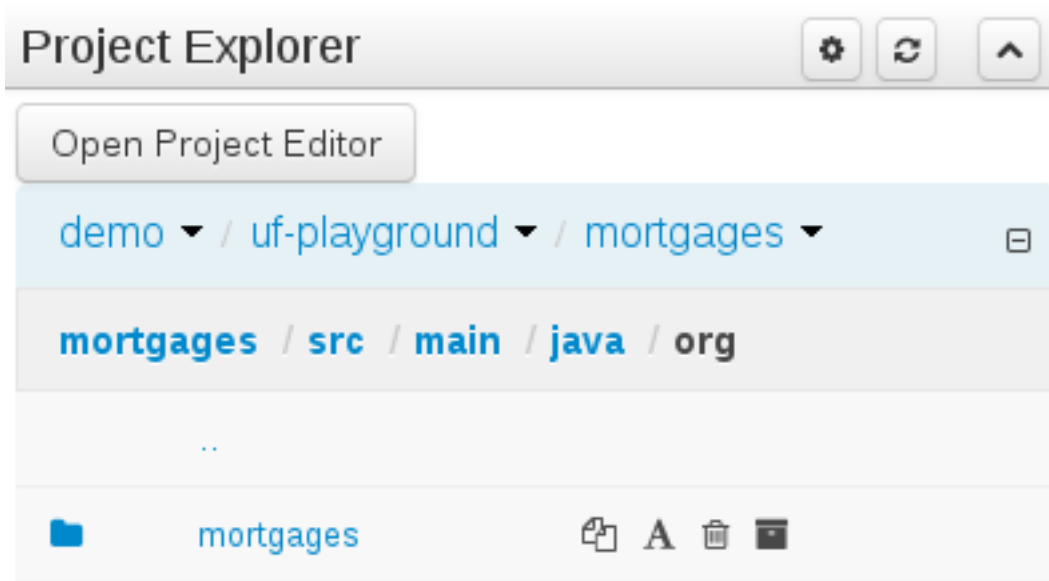 Project Explorer
Open Project Editor
demo / uf-playground / mortgages
mortgages / src / main / java / org
..
mortgages A